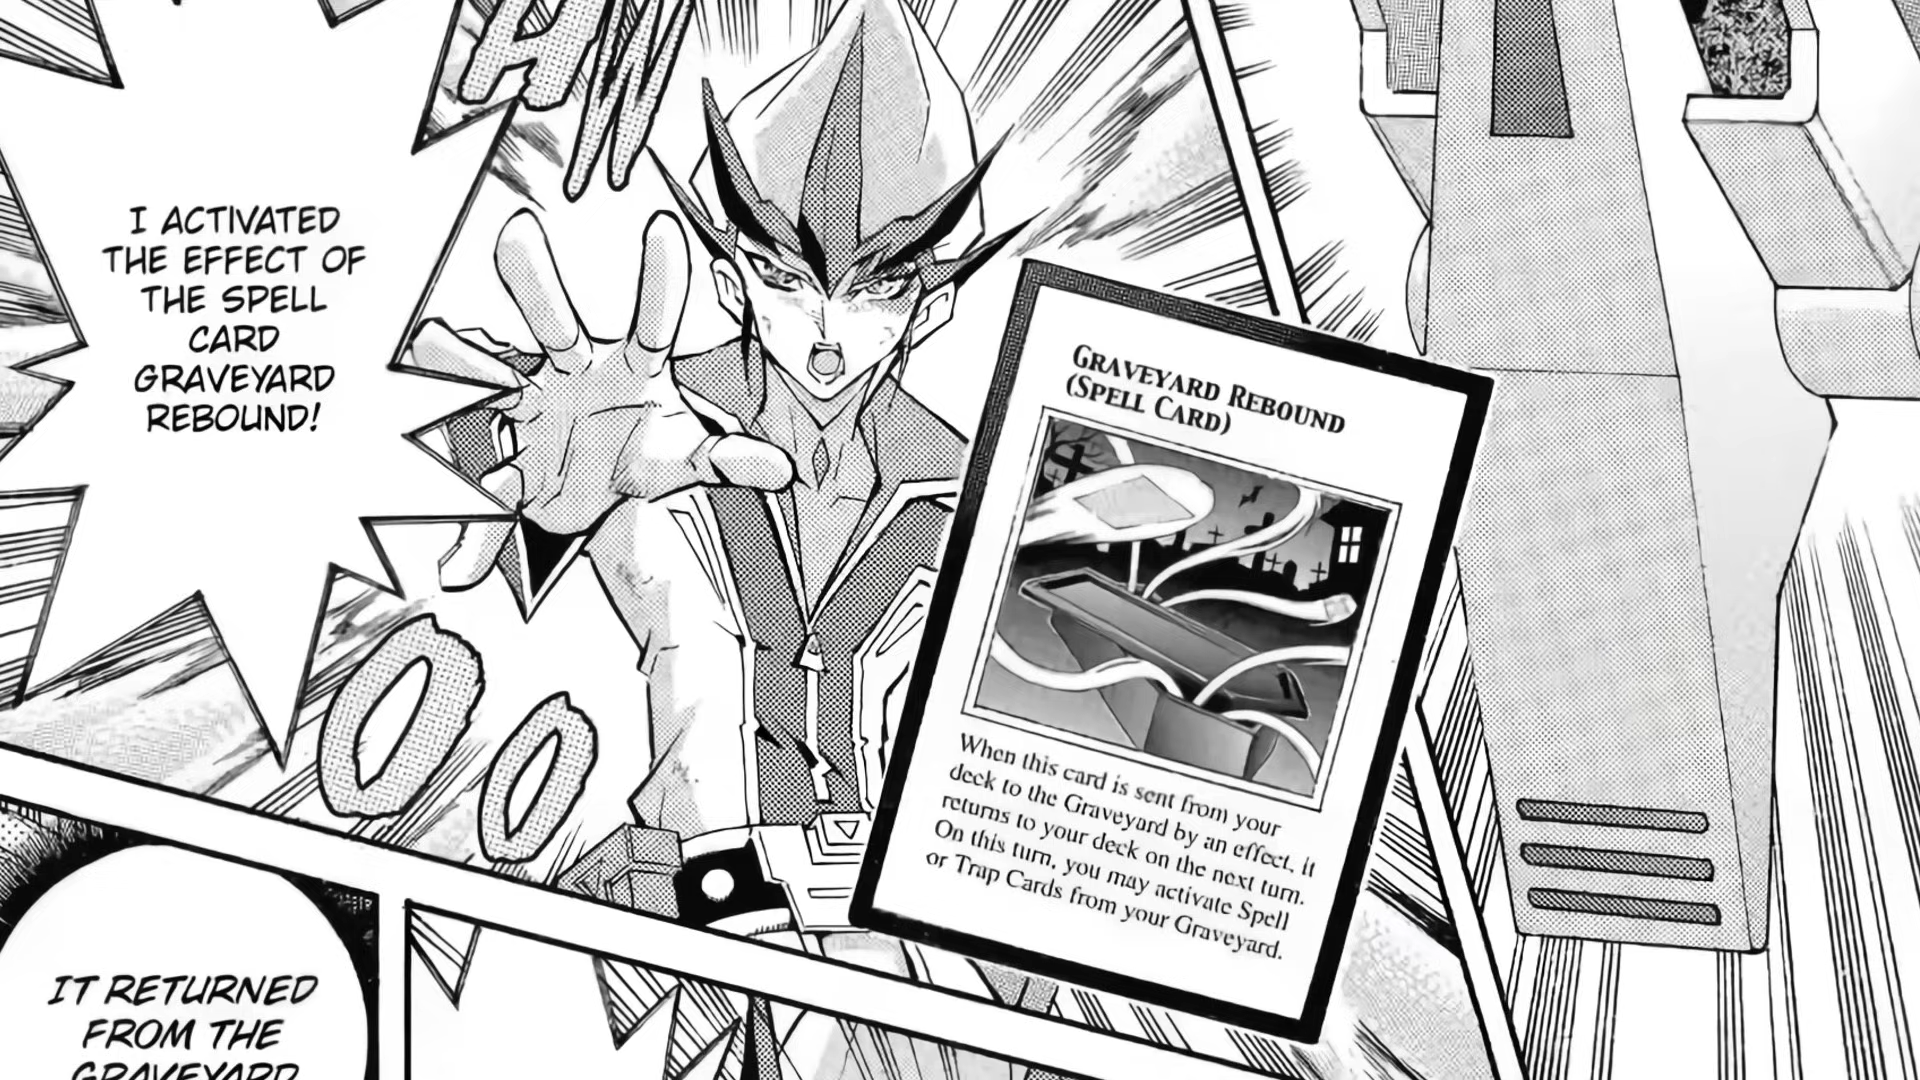 I ACTIVATED
THE EFFECT OF
THE SPELL
CARD
GRAVEYARD
REBOUND!
GRAVEYARD REBOUND
(SPELL CARD)
When this card is sent from your
deck to the Graveyard by an effect, it
returns to your deck on the next turn.
On this turn, you may activate Spell
or Trap Cards from your Graveyard.
IT RETURNED
FROM THE
GRAVEYARD